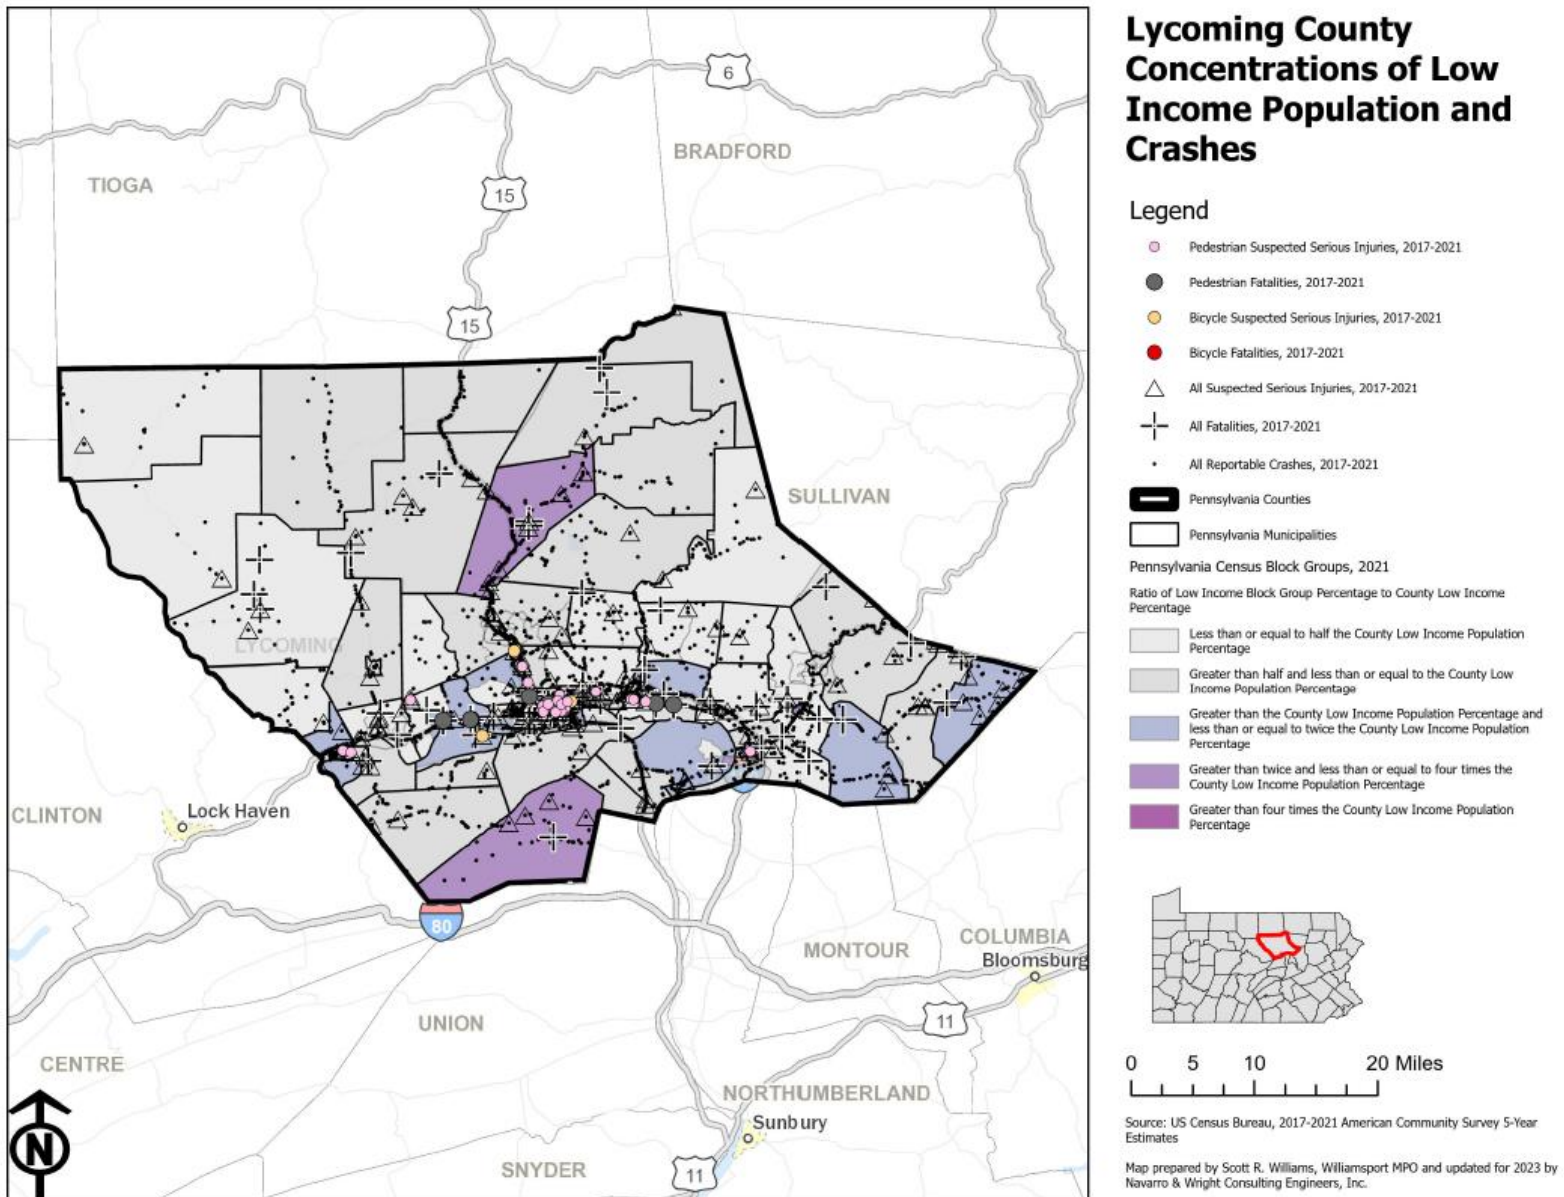 Lycoming County
Concentrations of Low
Income Population and
Crashes
Legend
Pedestrian Suspected Serious Injuries, 2017-2021
Pedestrian Fatalities, 2017-2021
Bicycle Suspected Serious Injuries, 2017-2021
Bicycle Fatalities, 2017-2021
All Suspected Serious Injuries, 2017-2021
All Fatalities, 2017-2021
All Reportable Crashes, 2017-2021
Pennsylvania Counties
Pennsylvania Municipalities
Pennsylvania Census Block Groups, 2021
Ratio of Low Income Block Group Percentage to County Low Income
Percentage
Less than or equal to half the County Low Income Population
Percentage
Greater than half and less than or equal to the County Low
Income Population Percentage
Greater than the County Low Income Population Percentage and
less than or equal to twice the County Low Income Population
Percentage
Greater than twice and less than or equal to four times the
County Low Income Population Percentage
Greater than four times the County Low Income Population
Percentage
0 5 10 20 Miles
Source: US Census Bureau, 2017-2021 American Community Survey 5-Year
Estimates
Map prepared by Scott R. Williams, Williamsport MPO and updated for 2023 by
Navarro & Wright Consulting Engineers, Inc.
6
BRADFORD
TIOGA
15
15
SULLIVAN
LYCOMING
CLINTON
Lock Haven
80
MONTOUR
COLUMBIA
Bloomsburg
UNION
11
CENTRE
NORTHUMBERLAND
Sunbury
N
SNYDER
11